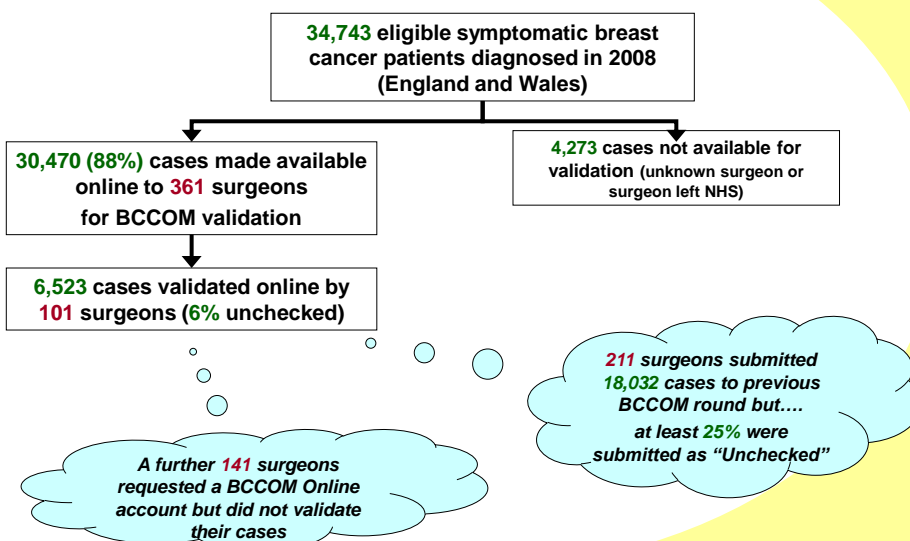 34,743 eligible symptomatic breast
cancer patients diagnosed in 2008
(England and Wales)
30,470 (88%) cases made available
online to 361 surgeons
for BCCOM validation
4,273 cases not available for
validation (unknown surgeon or
surgeon left NHS)
6,523 cases validated online by
101 surgeons (6% unchecked)
211 surgeons submitted
18,032 cases to previous
BCCOM round but....
at least 25% were
submitted as “Unchecked”
A further 141 surgeons
requested a BCCOM Online
account but did not validate
their cases